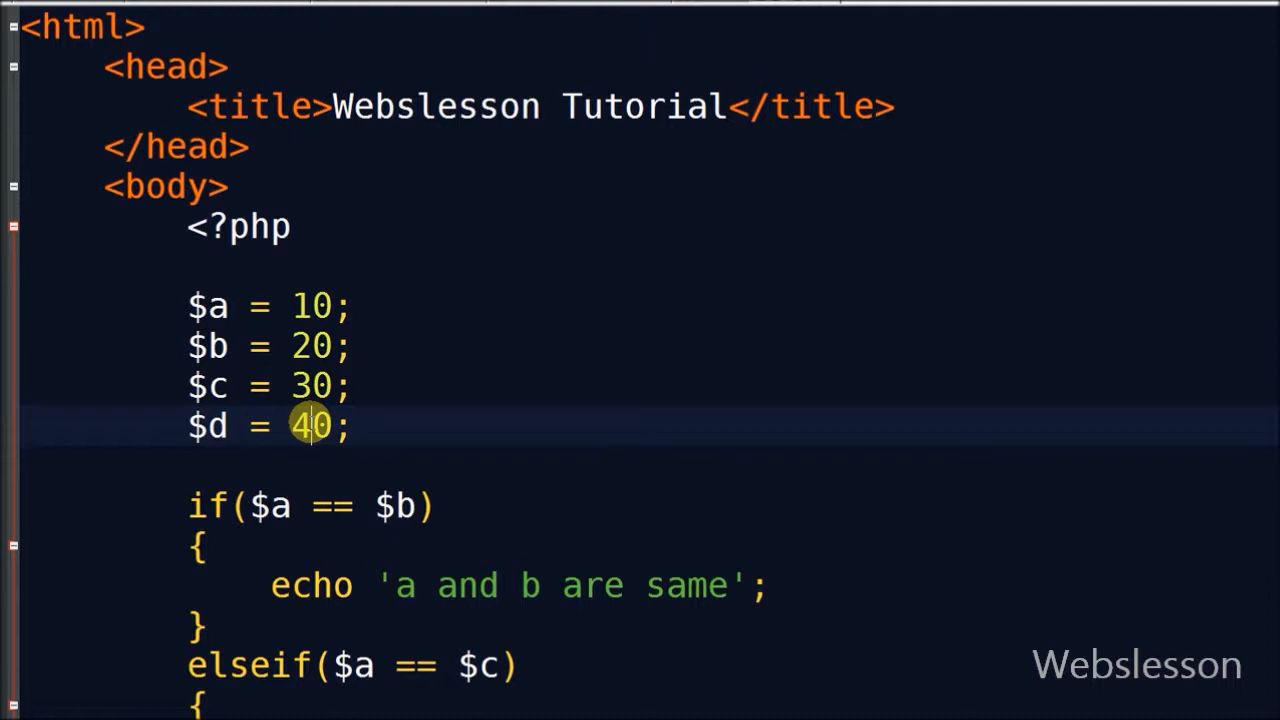 <html>
<head>
<title>Webslesson Tutorial</title>
</head>
<body>
<?php
$a = 10;
$b = 20;
$c = 30;
$d = 40;
if($a == $b)
{
echo 'a and b are same';
}
elseif($a == $c)
{
Webslesson